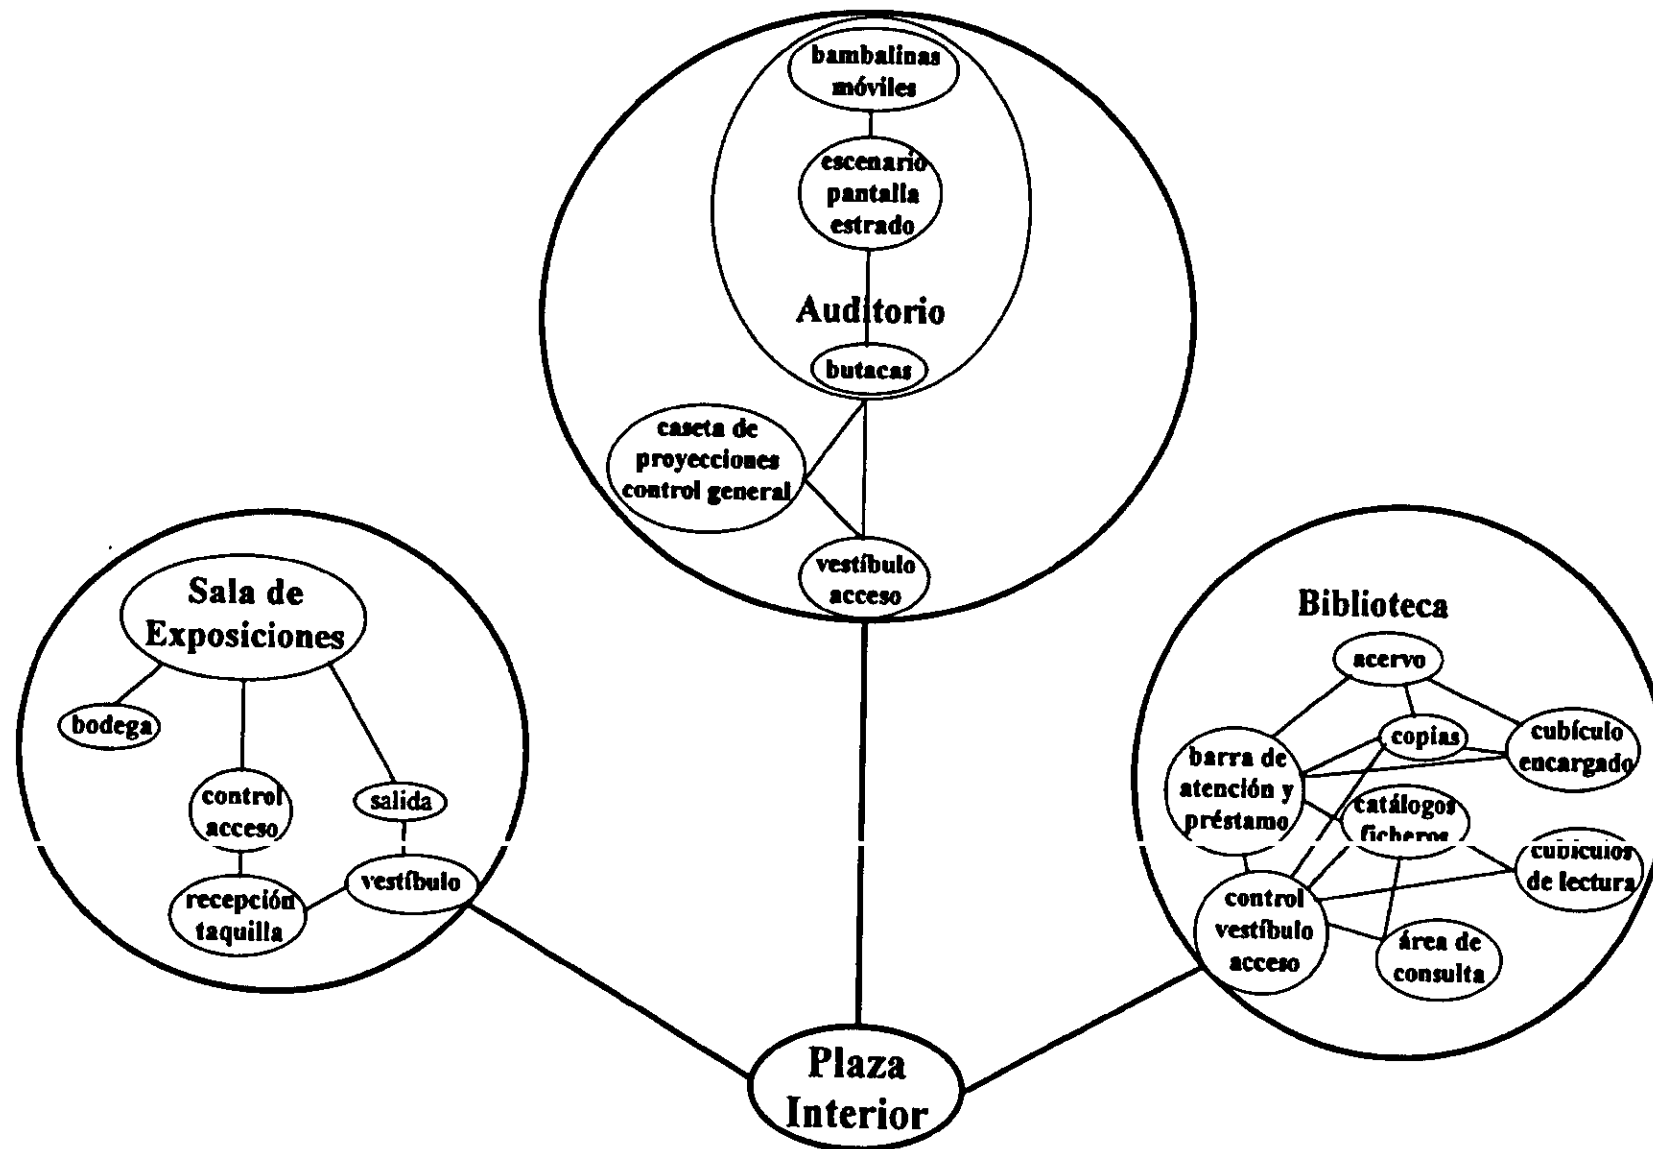 bambalinas
móviles
escenario
pantalla
estrado
Auditorio
butacas
caseta de
proyecciones
control general
vestíbulo
acceso
Sala de
Exposiciones
bodega
control
acceso
salida
recepción
taquilla
vestíbulo
Biblioteca
acervo
copias
cubículo
encargado
barra de
atención y
préstamo
catálogos
ficheros
cubículos
de lectura
control
vestíbulo
acceso
área de
consulta
Plaza
Interior